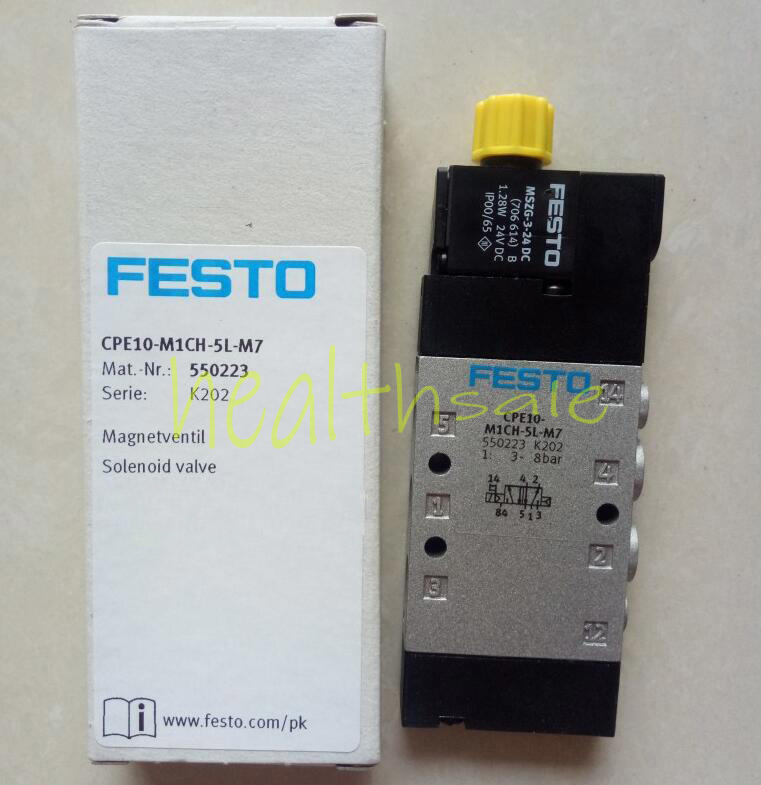 FESTO
CPE10-M1CH-5L-M7
Mat.-Nr.: 550223
Serie: K202
Magnetventil
Solenoid valve
i www.festo.com/pk
healthsale
FESTO
MSZG-3-24 DC
(706 614) B
1.28W 24V DC
IP00/65
FESTO
CPE10-
M1CH-5L-M7
550223 K202
1: 3- 8bar
14 4 2
84 5 1 3
14
5
4
1
2
3
12